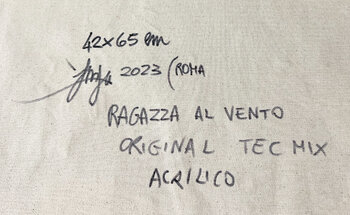 42x65 cm
2023 (ROMA
RAGAZZA AL VENTO
ORIGINAL TEC MIX
ACRILICO